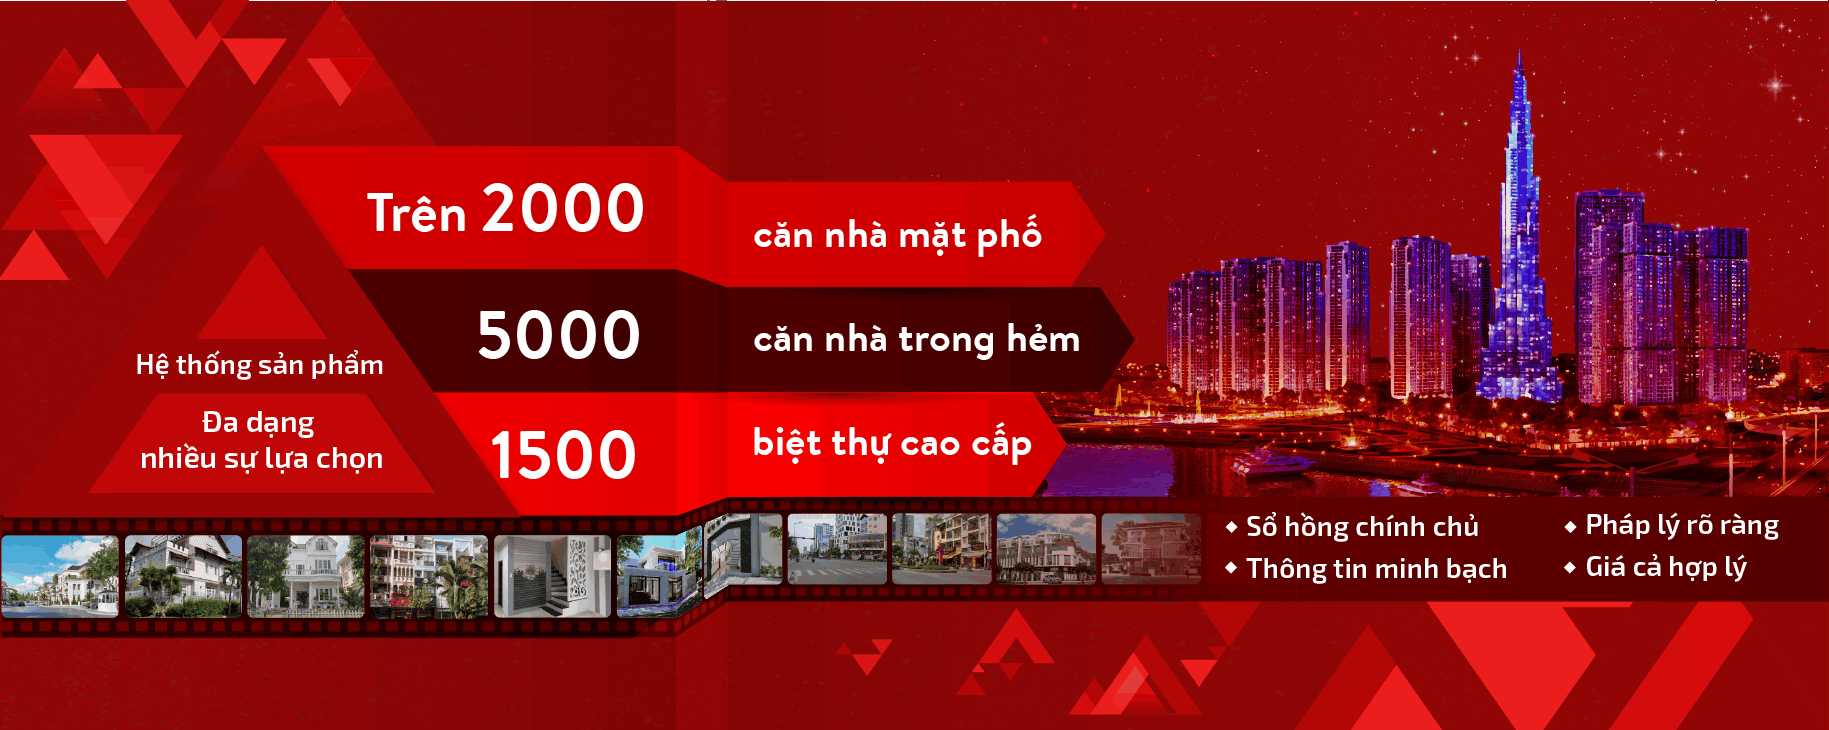 Trên 2000
căn nhà mặt phố
5000
căn nhà trong hẻm
1500
biệt thự cao cấp
Hệ thống sản phẩm
Đa dạng
nhiều sự lựa chọn
Sổ hồng chính chủ
Thông tin minh bạch
Pháp lý rõ ràng
Giá cả hợp lý